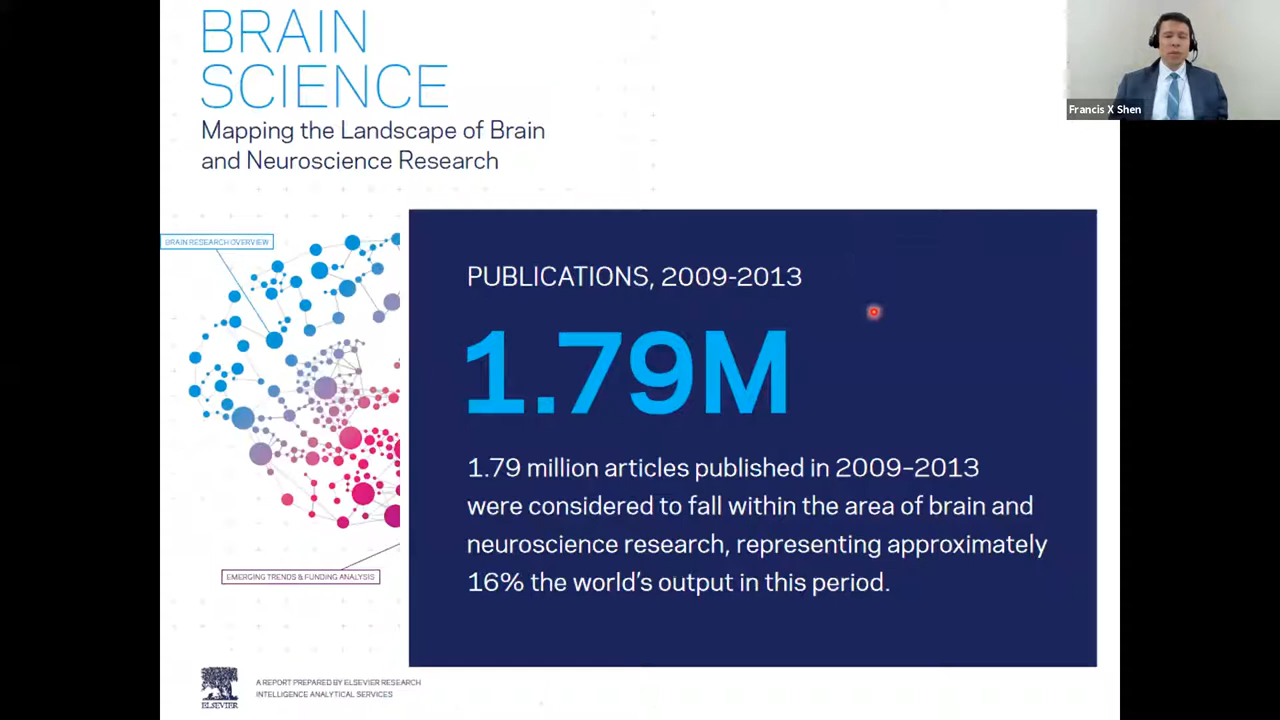 BRAIN
SCIENCE
Mapping the Landscape of Brain
and Neuroscience Research
Francis X Shen
BRAIN RESEARCH OVERVIEW
PUBLICATIONS, 2009-2013
1.79M
1.79 million articles published in 2009–2013
were considered to fall within the area of brain and
neuroscience research, representing approximately
16% the world's output in this period.
EMERGING TRENDS & FUNDING ANALYSIS
ELSEVIER
A REPORT PREPARED BY ELSEVIER RESEARCH
INTELLIGENCE ANALYTICAL SERVICES